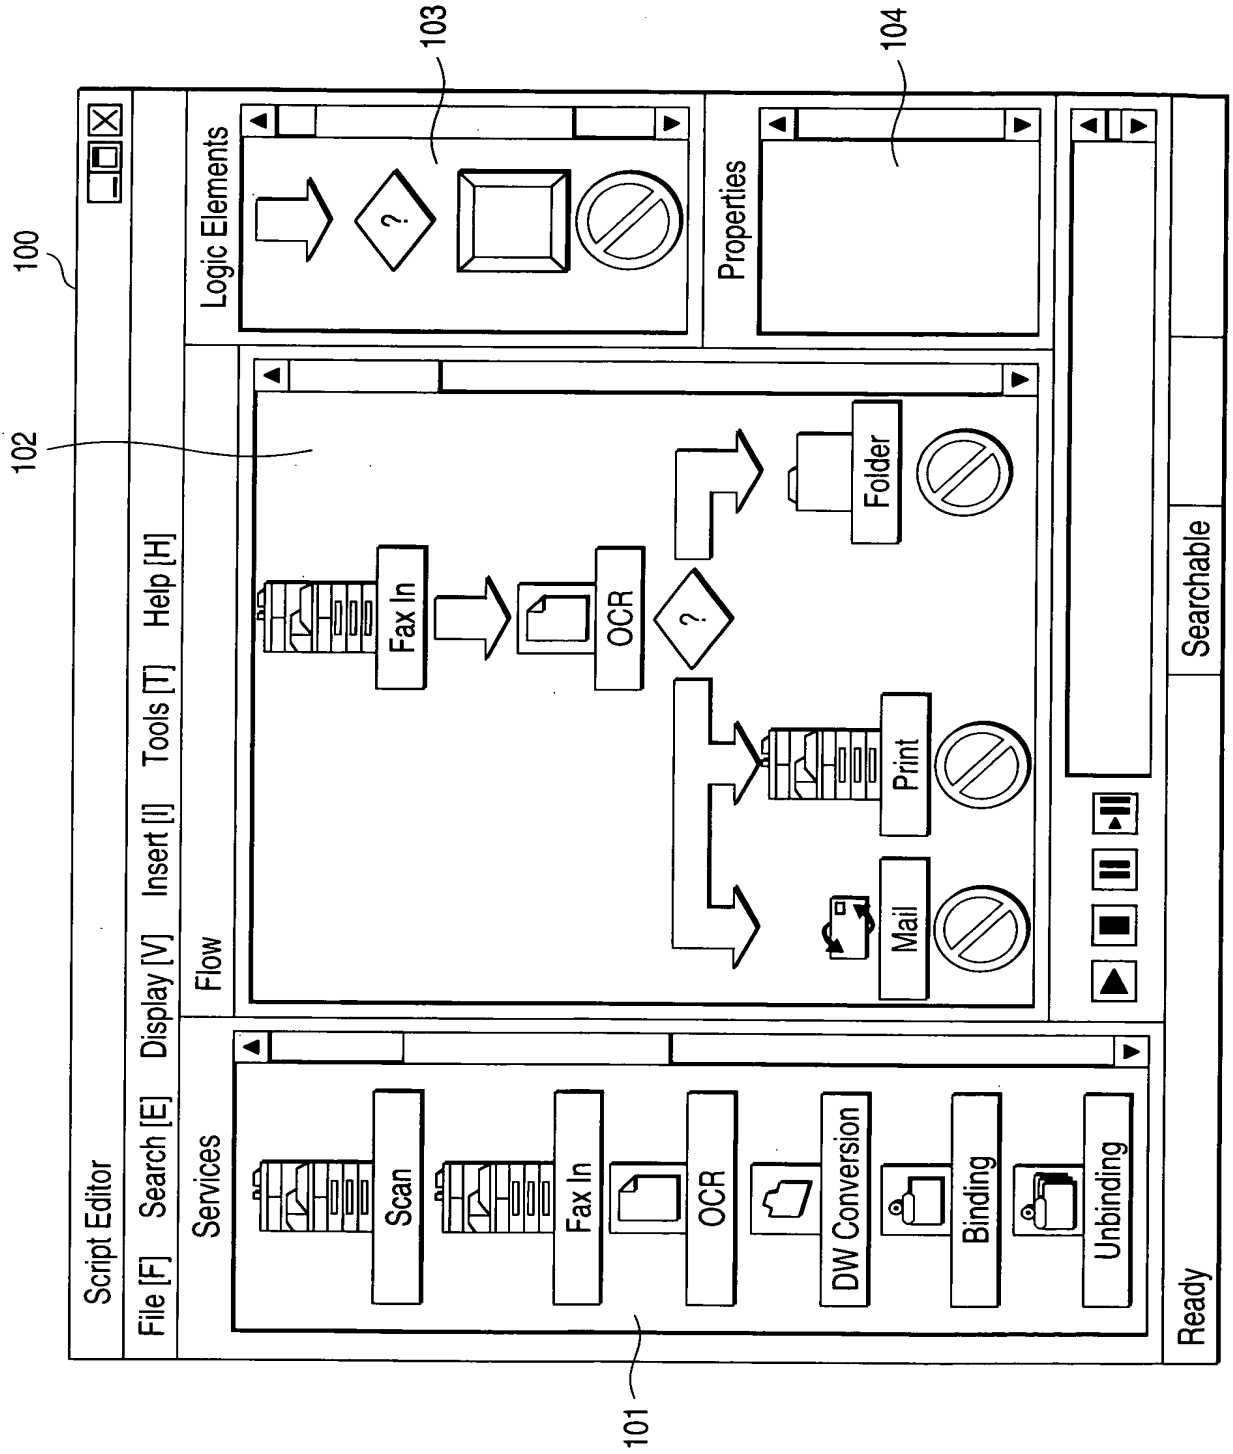 100
Script Editor
File [F] Search [E] Display [V] Insert [I] Tools [T] Help [H]
Services
Scan
Fax In
OCR
DW Conversion
Binding
Unbinding
101
Flow
102
Fax In
OCR
?
Mail
Print
Folder
Logic Elements
?
103
Properties
104
Ready
Searchable